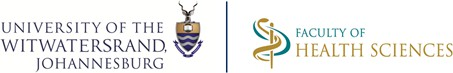 UNIVERSITY OF THE
WITWATERSRAND,
JOHANNESBURG
FACULTY OF
HEALTH SCIENCES